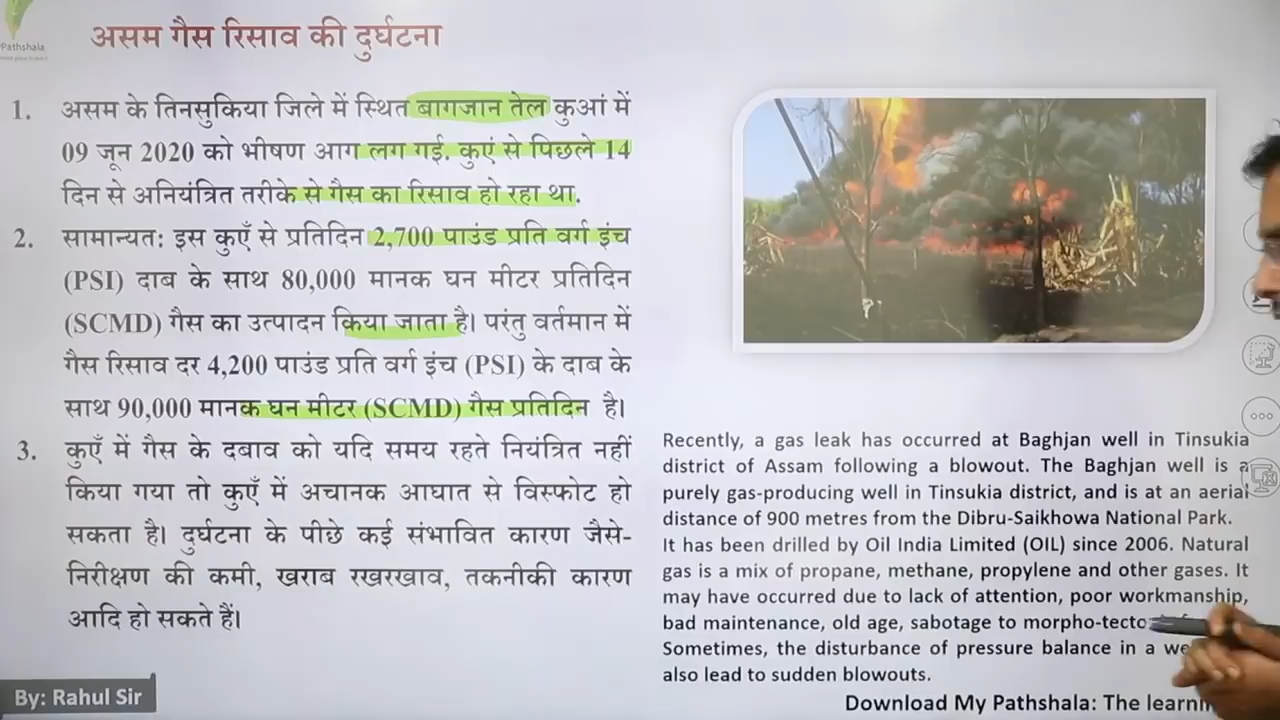 Pathshala
असम गैस रिसाव की दुर्घटना
1. असम के तिनसुकिया जिले में स्थित बागजान तेल कुआं में
09 जून 2020 को भीषण आग लग गई. कुएं से पिछले 14
दिन से अनियंत्रित तरीके से गैस का रिसाव हो रहा था.
2. सामान्यत: इस कुएँ से प्रतिदिन 2,700 पाउंड प्रति वर्ग इंच
(PSI) दाब के साथ 80,000 मानक घन मीटर प्रतिदिन
(SCMD) गैस का उत्पादन किया जाता है। परंतु वर्तमान में
गैस रिसाव दर 4,200 पाउंड प्रति वर्ग इंच (PSI) के दाब के
साथ 90,000 मानक घन मीटर (SCMD) गैस प्रतिदिन है।
3. कुएँ में गैस के दबाव को यदि समय रहते नियंत्रित नहीं
किया गया तो कुएँ में अचानक आघात से विस्फोट हो
सकता है। दुर्घटना के पीछे कई संभावित कारण जैसे-
निरीक्षण की कमी, खराब रखरखाव, तकनीकी कारण
आदि हो सकते हैं।
Recently, a gas leak has occurred at Baghjan well in Tinsukia
district of Assam following a blowout. The Baghjan well is a
purely gas-producing well in Tinsukia district, and is at an aerial
distance of 900 metres from the Dibru-Saikhowa National Park.
It has been drilled by Oil India Limited (OIL) since 2006. Natural
gas is a mix of propane, methane, propylene and other gases. It
may have occurred due to lack of attention, poor workmanship,
bad maintenance, old age, sabotage to
Sometimes, the disturbance of pressure balance in a
also lead to sudden blowouts.
Download My Pathshala: The
By: Rahul Sir